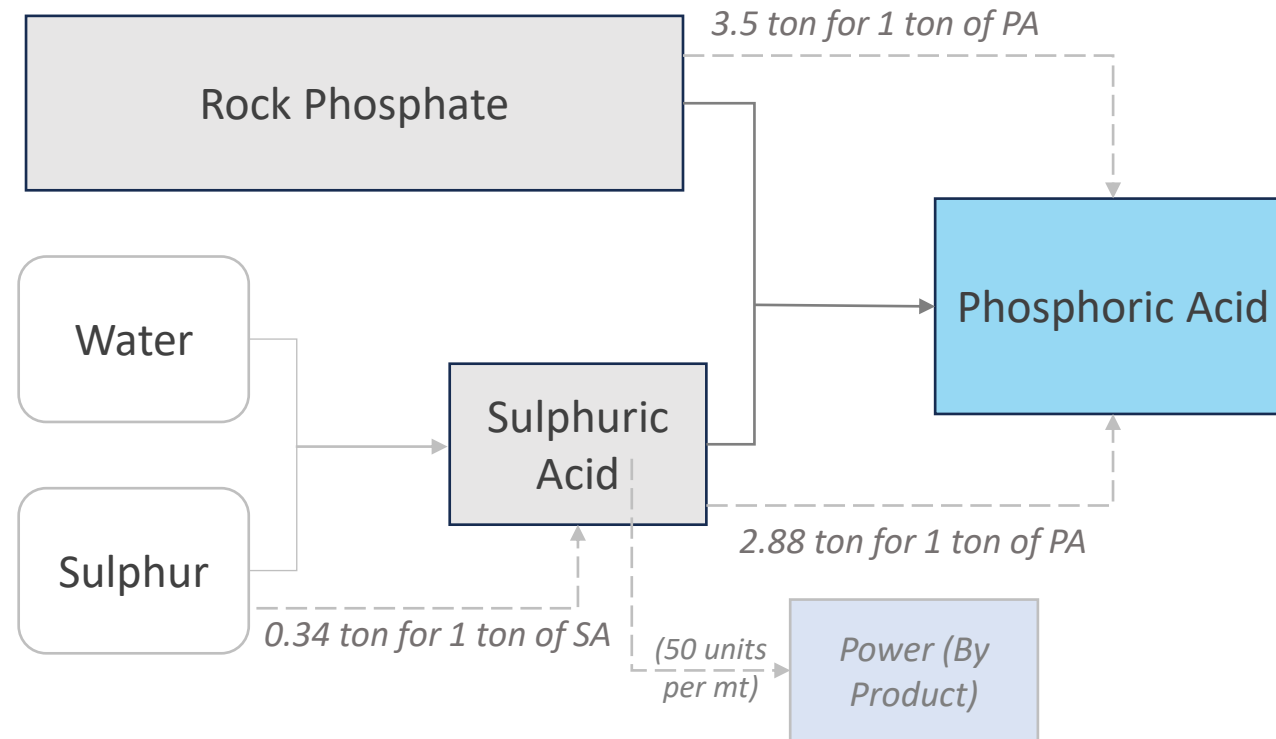 3.5 ton for 1 ton of PA
Rock Phosphate
Phosphoric Acid
Water
Sulphuric
Acid
2.88 ton for 1 ton of PA
Sulphur
0.34 ton for 1 ton of SA
(50 units
per mt)
Power (By
Product)